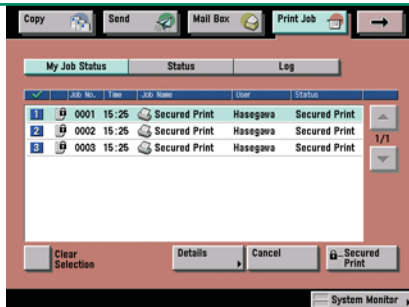 Copy Send Mail Box Print Job
My Job Status Status Log
Job No. Time Job Name User Status
1 0001 15:25 Secured Print Hasegawa Secured Print
2 0002 15:25 Secured Print Hasegawa Secured Print
3 0003 15:25 Secured Print Hasegawa Secured Print
1/1
Clear Selection Details Cancel Secured Print
System Monitor